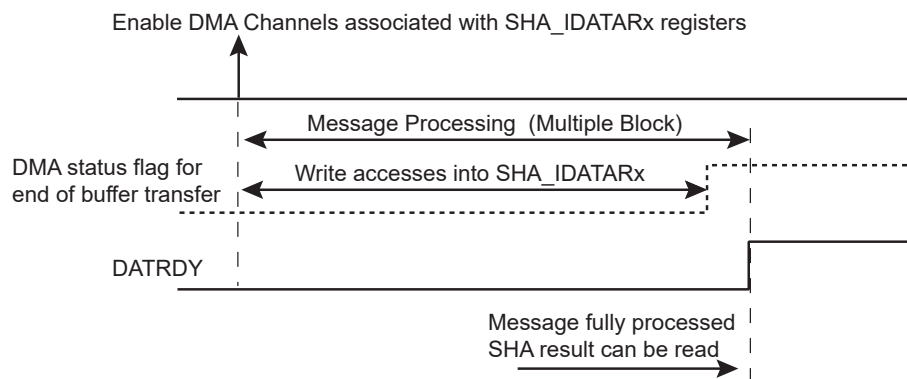 Enable DMA Channels associated with SHA_IDATARx registers
Message Processing (Multiple Block)
DMA status flag for
end of buffer transfer
Write accesses into SHA_IDATARx
DATRDY
Message fully processed
SHA result can be read